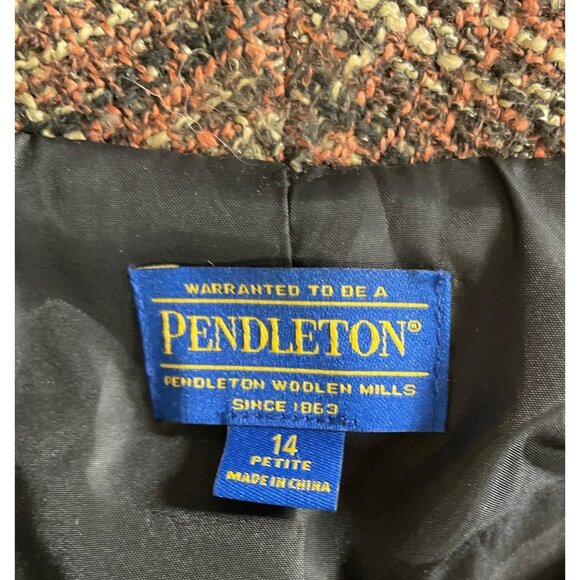 WARRANTED TO BE A
PENDLETON®
PENDLETON WOOLEN MILLS
SINCE 1863
14
PETITE
MADE IN CHINA